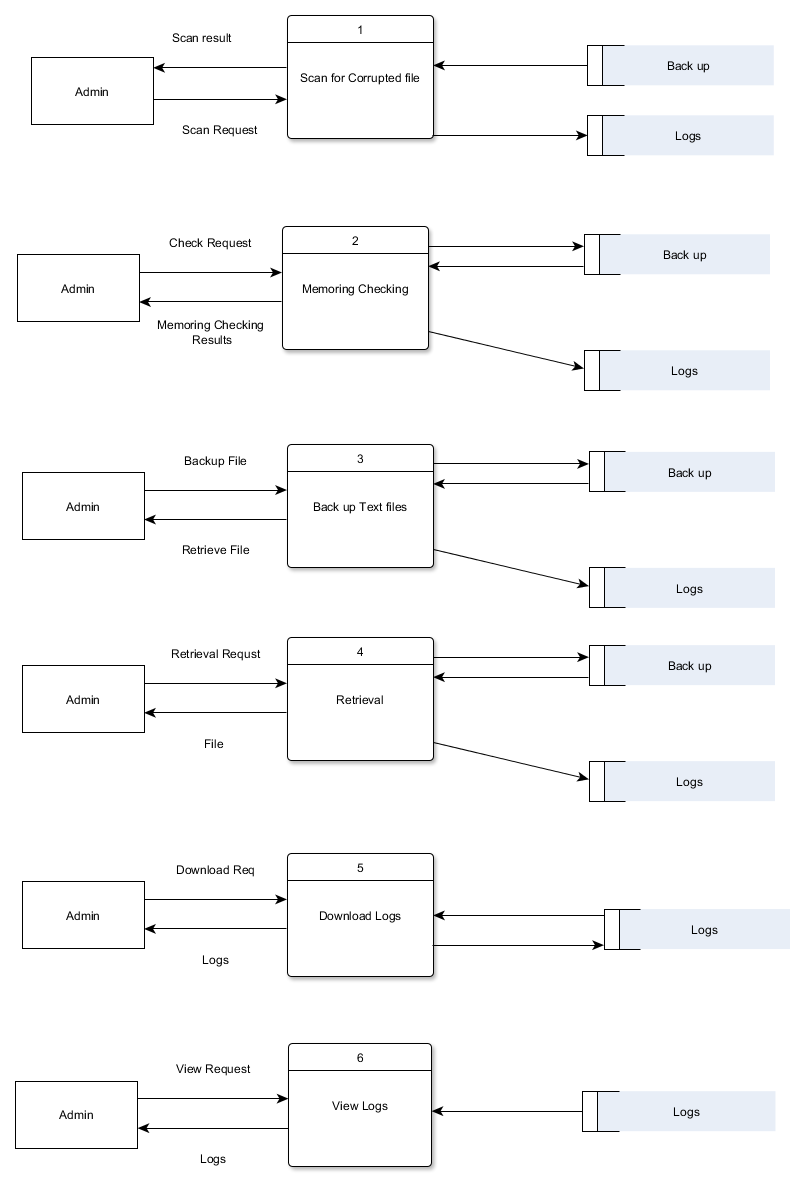 Scan result
1
Back up
Admin
Scan for Corrupted file
Scan Request
Logs
Check Request
2
Back up
Admin
Memoring Checking
Memoring Checking
Results
Logs
Backup File
3
Back up
Admin
Back up Text files
Retrieve File
Logs
Retrieval Requst
4
Back up
Admin
Retrieval
File
Logs
Download Req
5
Admin
Download Logs
Logs
Logs
View Request
6
Admin
View Logs
Logs
Logs